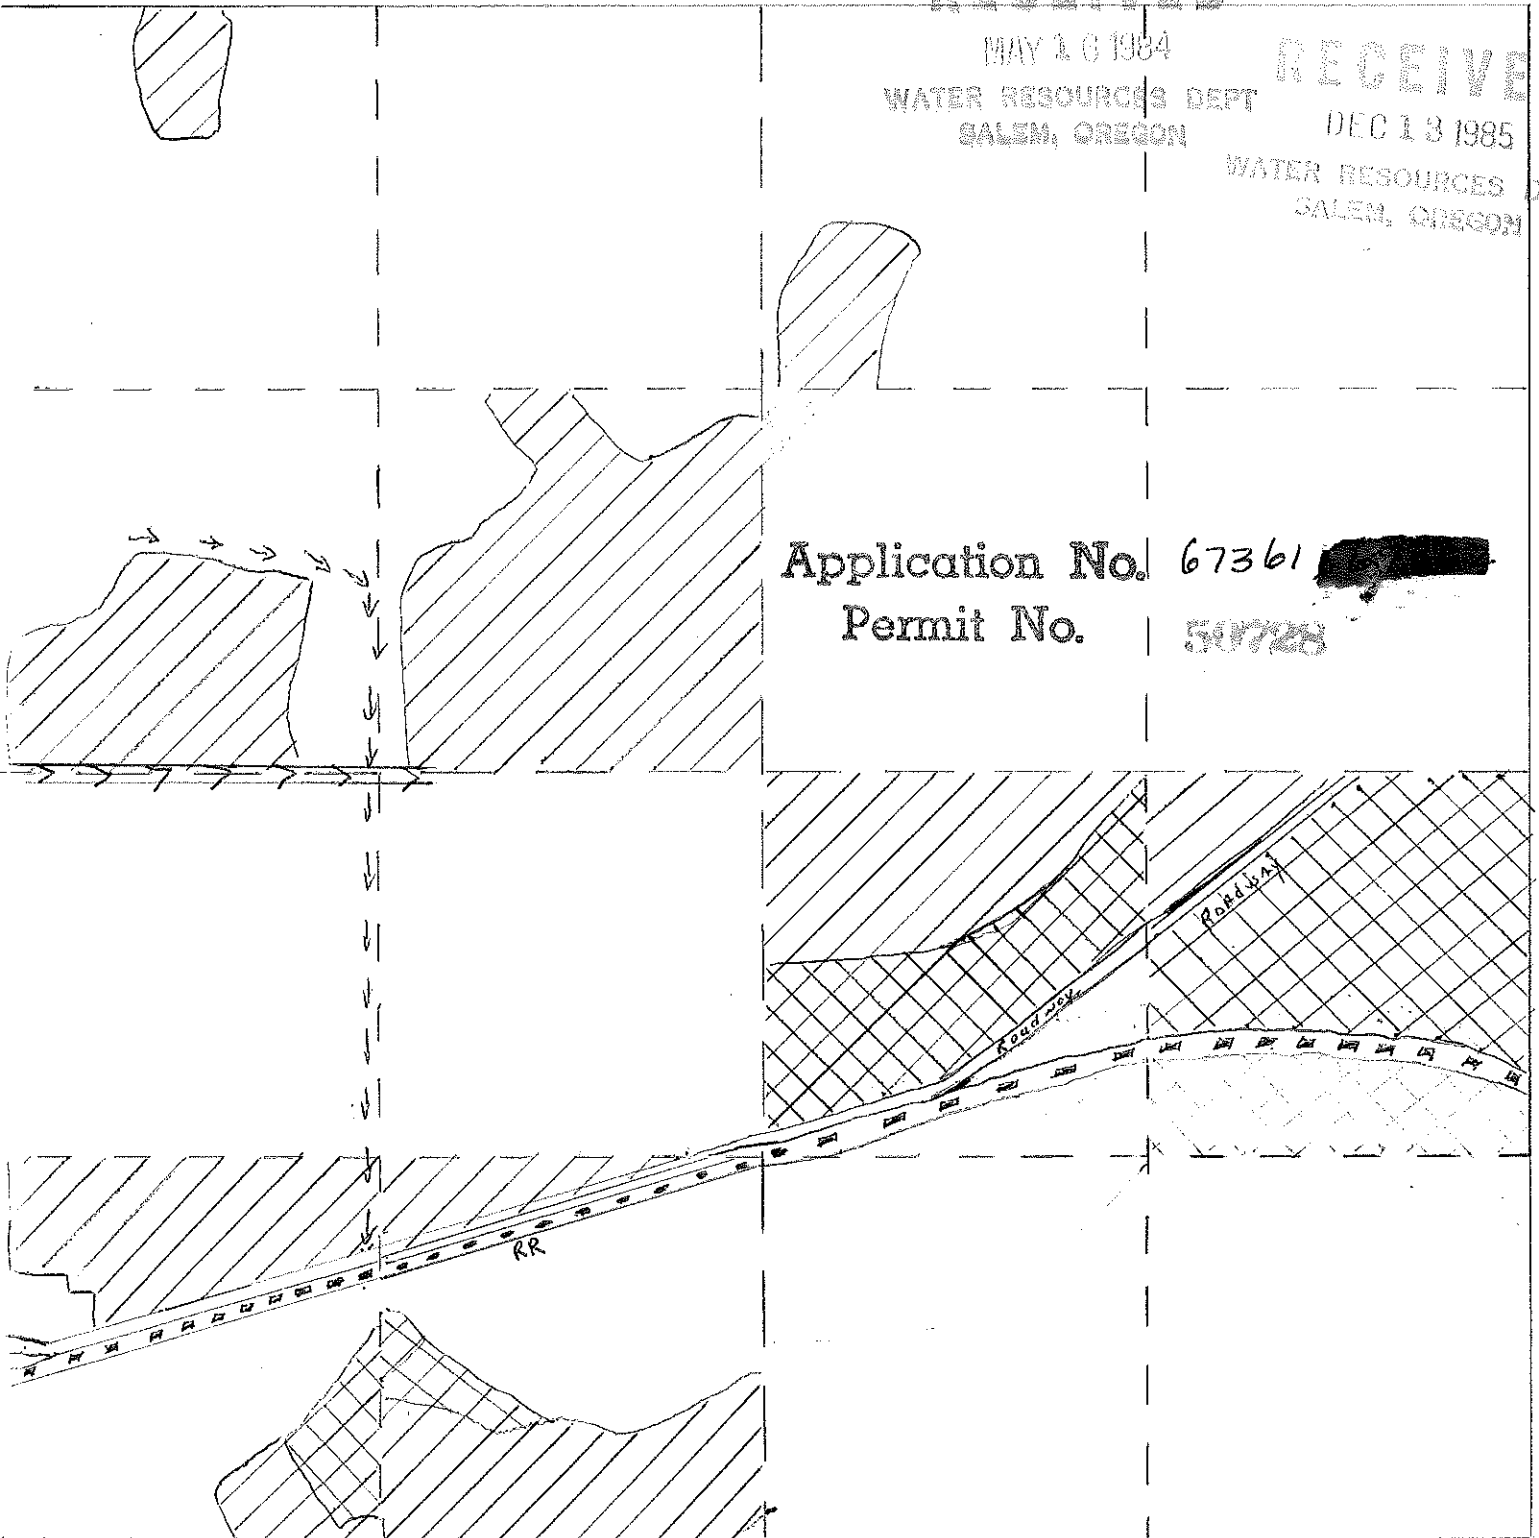 MAY 16 1984
WATER RESOURCES DEPT
SALEM, OREGON
RECEIVE
DEC 13 1985
WATER RESOURCES D
SALEM, OREGON
Application No. 67361
Permit No. 50728
Roadway
Roadway
RR